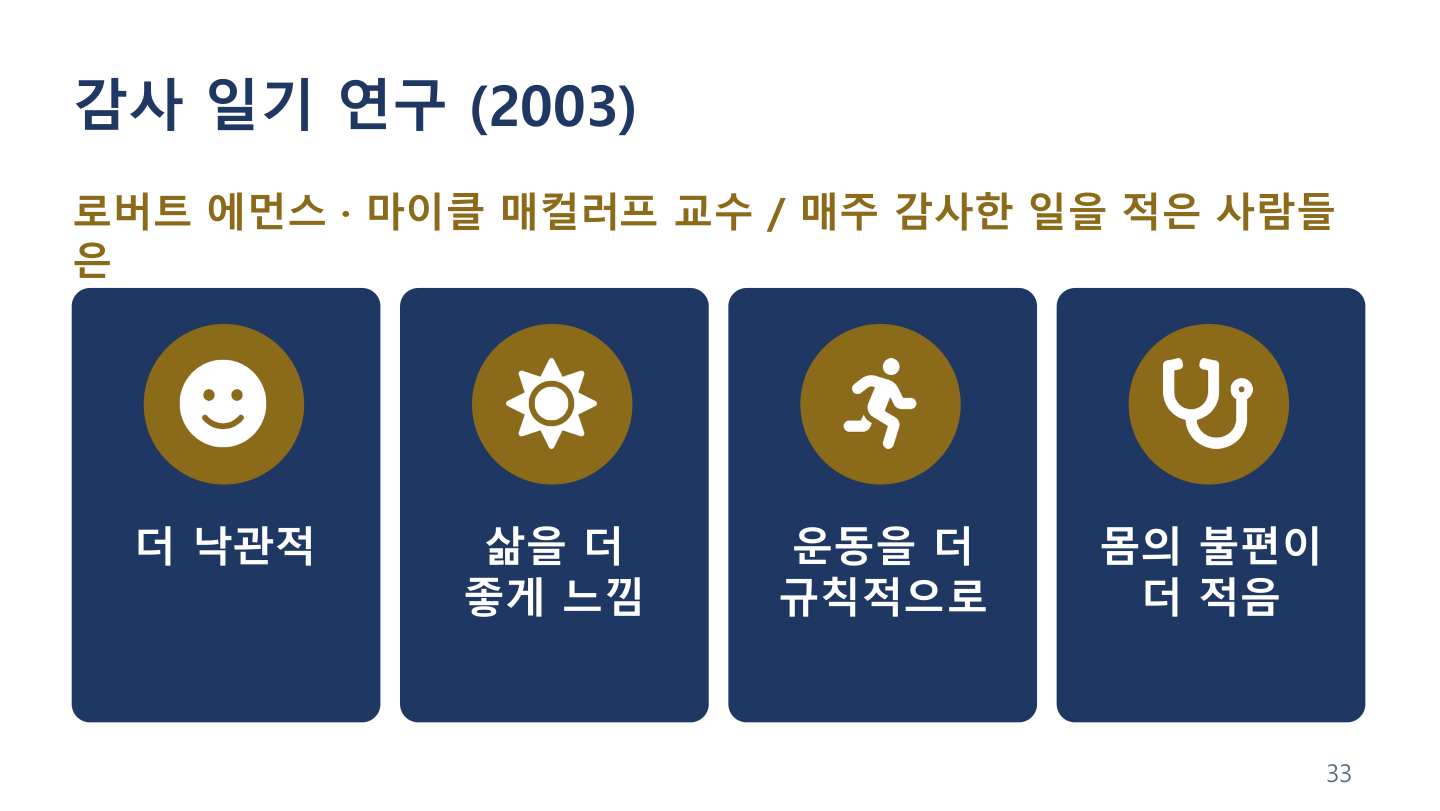 감사 일기 연구 (2003)
로버트 에먼스 · 마이클 매컬러프 교수 / 매주 감사한 일을 적은 사람들
은
더 낙관적
삶을 더
좋게 느낌
운동을 더
규칙적으로
몸의 불편이
더 적음
33